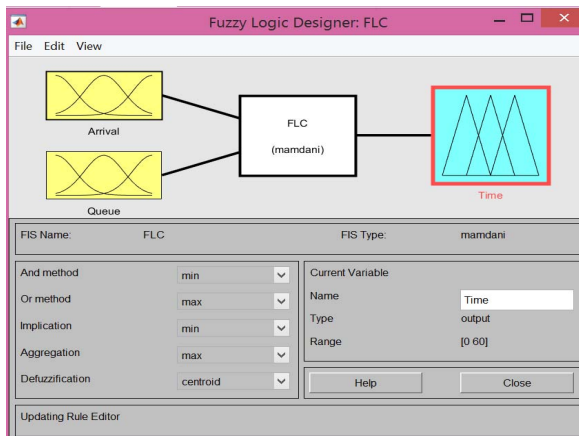 Fuzzy Logic Designer: FLC
File Edit View
Arrival
Queue
FLC
(mamdani)
Time
FIS Name: FLC FIS Type: mamdani
And method min
Or method max
Implication min
Aggregation max
Defuzzification centroid
Current Variable
Name Time
Type output
Range [0 60]
Help Close
Updating Rule Editor